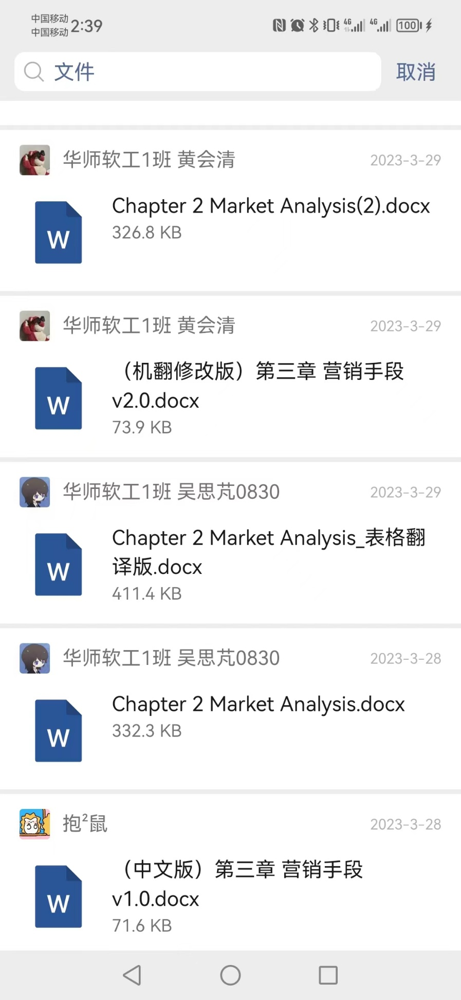 中国移动
中国移动
2:39
4G
4G
100
文件
取消
华师软工1班 黄会清
2023-3-29
Chapter 2 Market Analysis(2).docx
326.8 KB
W
华师软工1班 黄会清
2023-3-29
（机翻修改版）第三章 营销手段
v2.0.docx
73.9 KB
W
华师软工1班 吴思芃0830
2023-3-29
Chapter 2 Market Analysis_表格翻
译版.docx
411.4 KB
W
华师软工1班 吴思芃0830
2023-3-28
Chapter 2 Market Analysis.docx
332.3 KB
W
抱²鼠
2023-3-28
（中文版）第三章 营销手段
v1.0.docx
71.6 KB
W